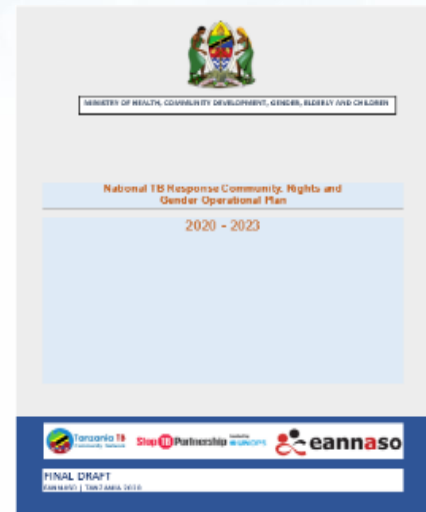 MINISTRY OF HEALTH, COMMUNITY DEVELOPMENT, GENDER, ELDERLY AND CHILDREN
National TB Response Community, Rights and
Gender Operational Plan
2020 - 2023
Tanzania TB
Community Network
Stop TB Partnership
UNOPS
eannaso
FINAL DRAFT
EANNASO | TANZANIA